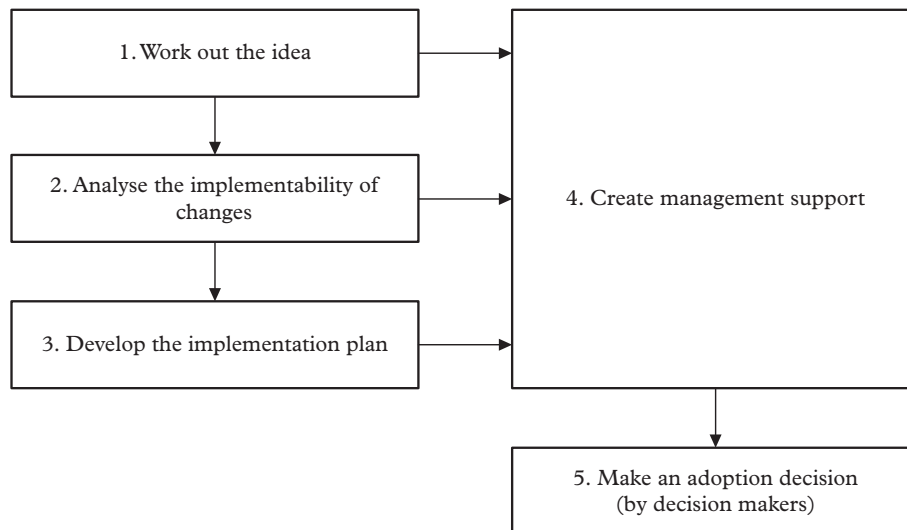 1. Work out the idea
2. Analyse the implementability of
changes
4. Create management support
3. Develop the implementation plan
5. Make an adoption decision
(by decision makers)